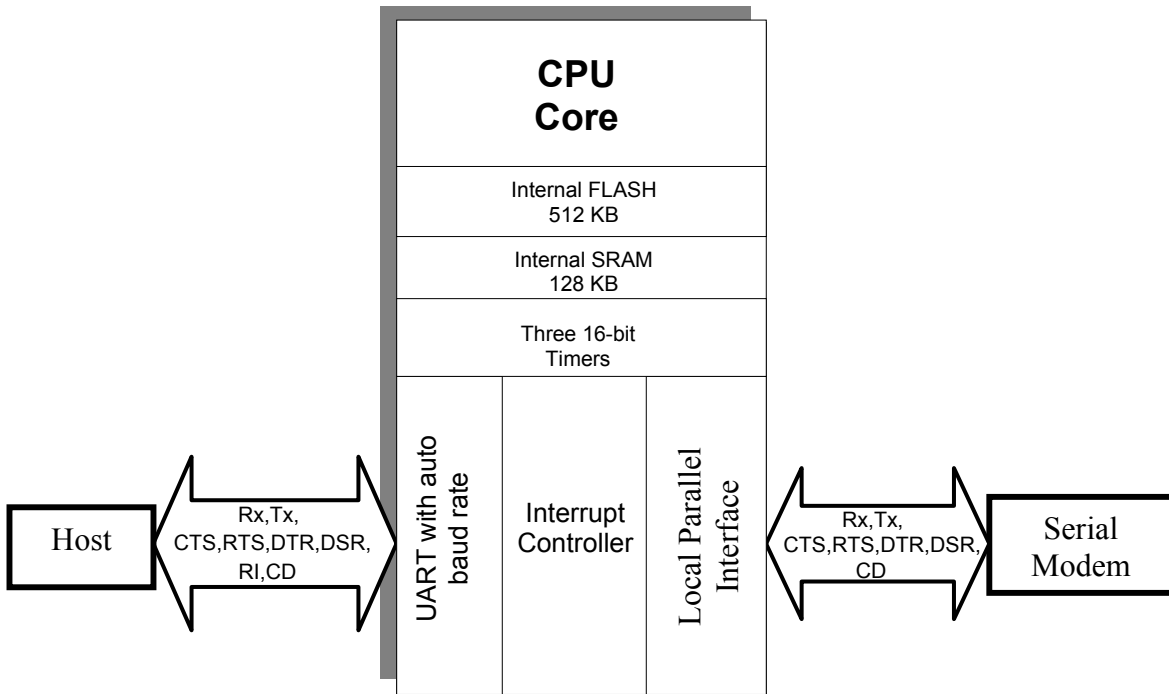 CPU
Core
Internal FLASH
512 KB
Internal SRAM
128 KB
Three 16-bit
Timers
Host
Rx,Tx,
CTS,RTS,DTR,DSR,
RI,CD
UART with auto
baud rate
Interrupt
Controller
Local Parallel
Interface
Rx,Tx,
CTS,RTS,DTR,DSR,
CD
Serial
Modem